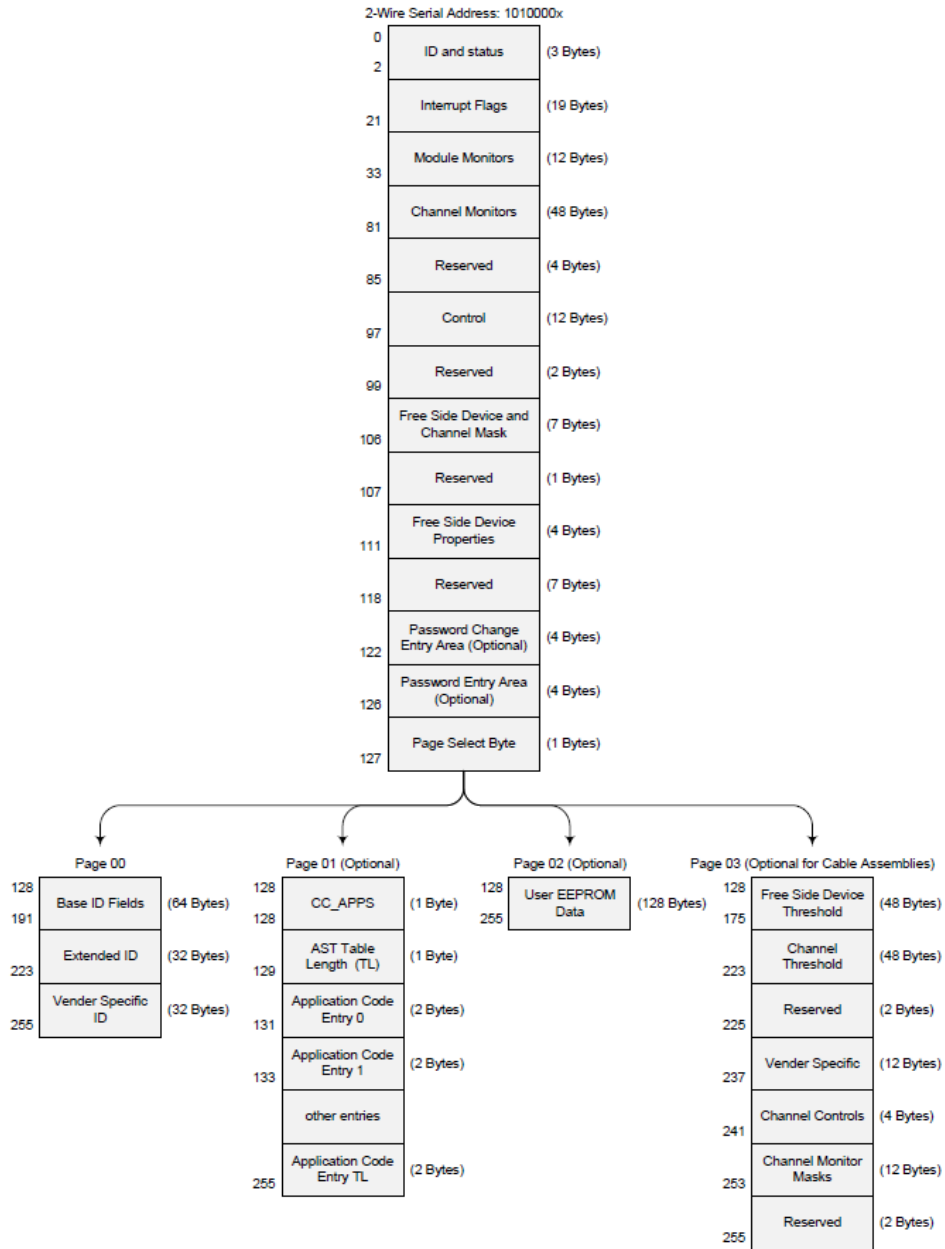 2-Wire Serial Address: 1010000x
0
ID and status
(3 Bytes)
2
Interrupt Flags
(19 Bytes)
21
Module Monitors
(12 Bytes)
33
Channel Monitors
(48 Bytes)
81
Reserved
(4 Bytes)
85
Control
(12 Bytes)
97
Reserved
(2 Bytes)
99
Free Side Device and
Channel Mask
(7 Bytes)
106
Reserved
(1 Bytes)
107
Free Side Device
Properties
(4 Bytes)
111
Reserved
(7 Bytes)
118
Password Change
Entry Area (Optional)
(4 Bytes)
122
Password Entry Area
(Optional)
(4 Bytes)
126
Page Select Byte
(1 Bytes)
127
Page 00
128
Base ID Fields
(64 Bytes)
191
Extended ID
(32 Bytes)
223
Vender Specific
ID
(32 Bytes)
255
Page 01 (Optional)
128
CC_APPS
(1 Byte)
128
AST Table
Length (TL)
(1 Byte)
129
Application Code
Entry 0
(2 Bytes)
131
Application Code
Entry 1
(2 Bytes)
133
other entries
Application Code
Entry TL
(2 Bytes)
255
Page 02 (Optional)
128
User EEPROM
Data
(128 Bytes)
255
Page 03 (Optional for Cable Assemblies)
128
Free Side Device
Threshold
(48 Bytes)
175
Channel
Threshold
(48 Bytes)
223
Reserved
(2 Bytes)
225
Vender Specific
(12 Bytes)
237
Channel Controls
(4 Bytes)
241
Channel Monitor
Masks
(12 Bytes)
253
Reserved
(2 Bytes)
255